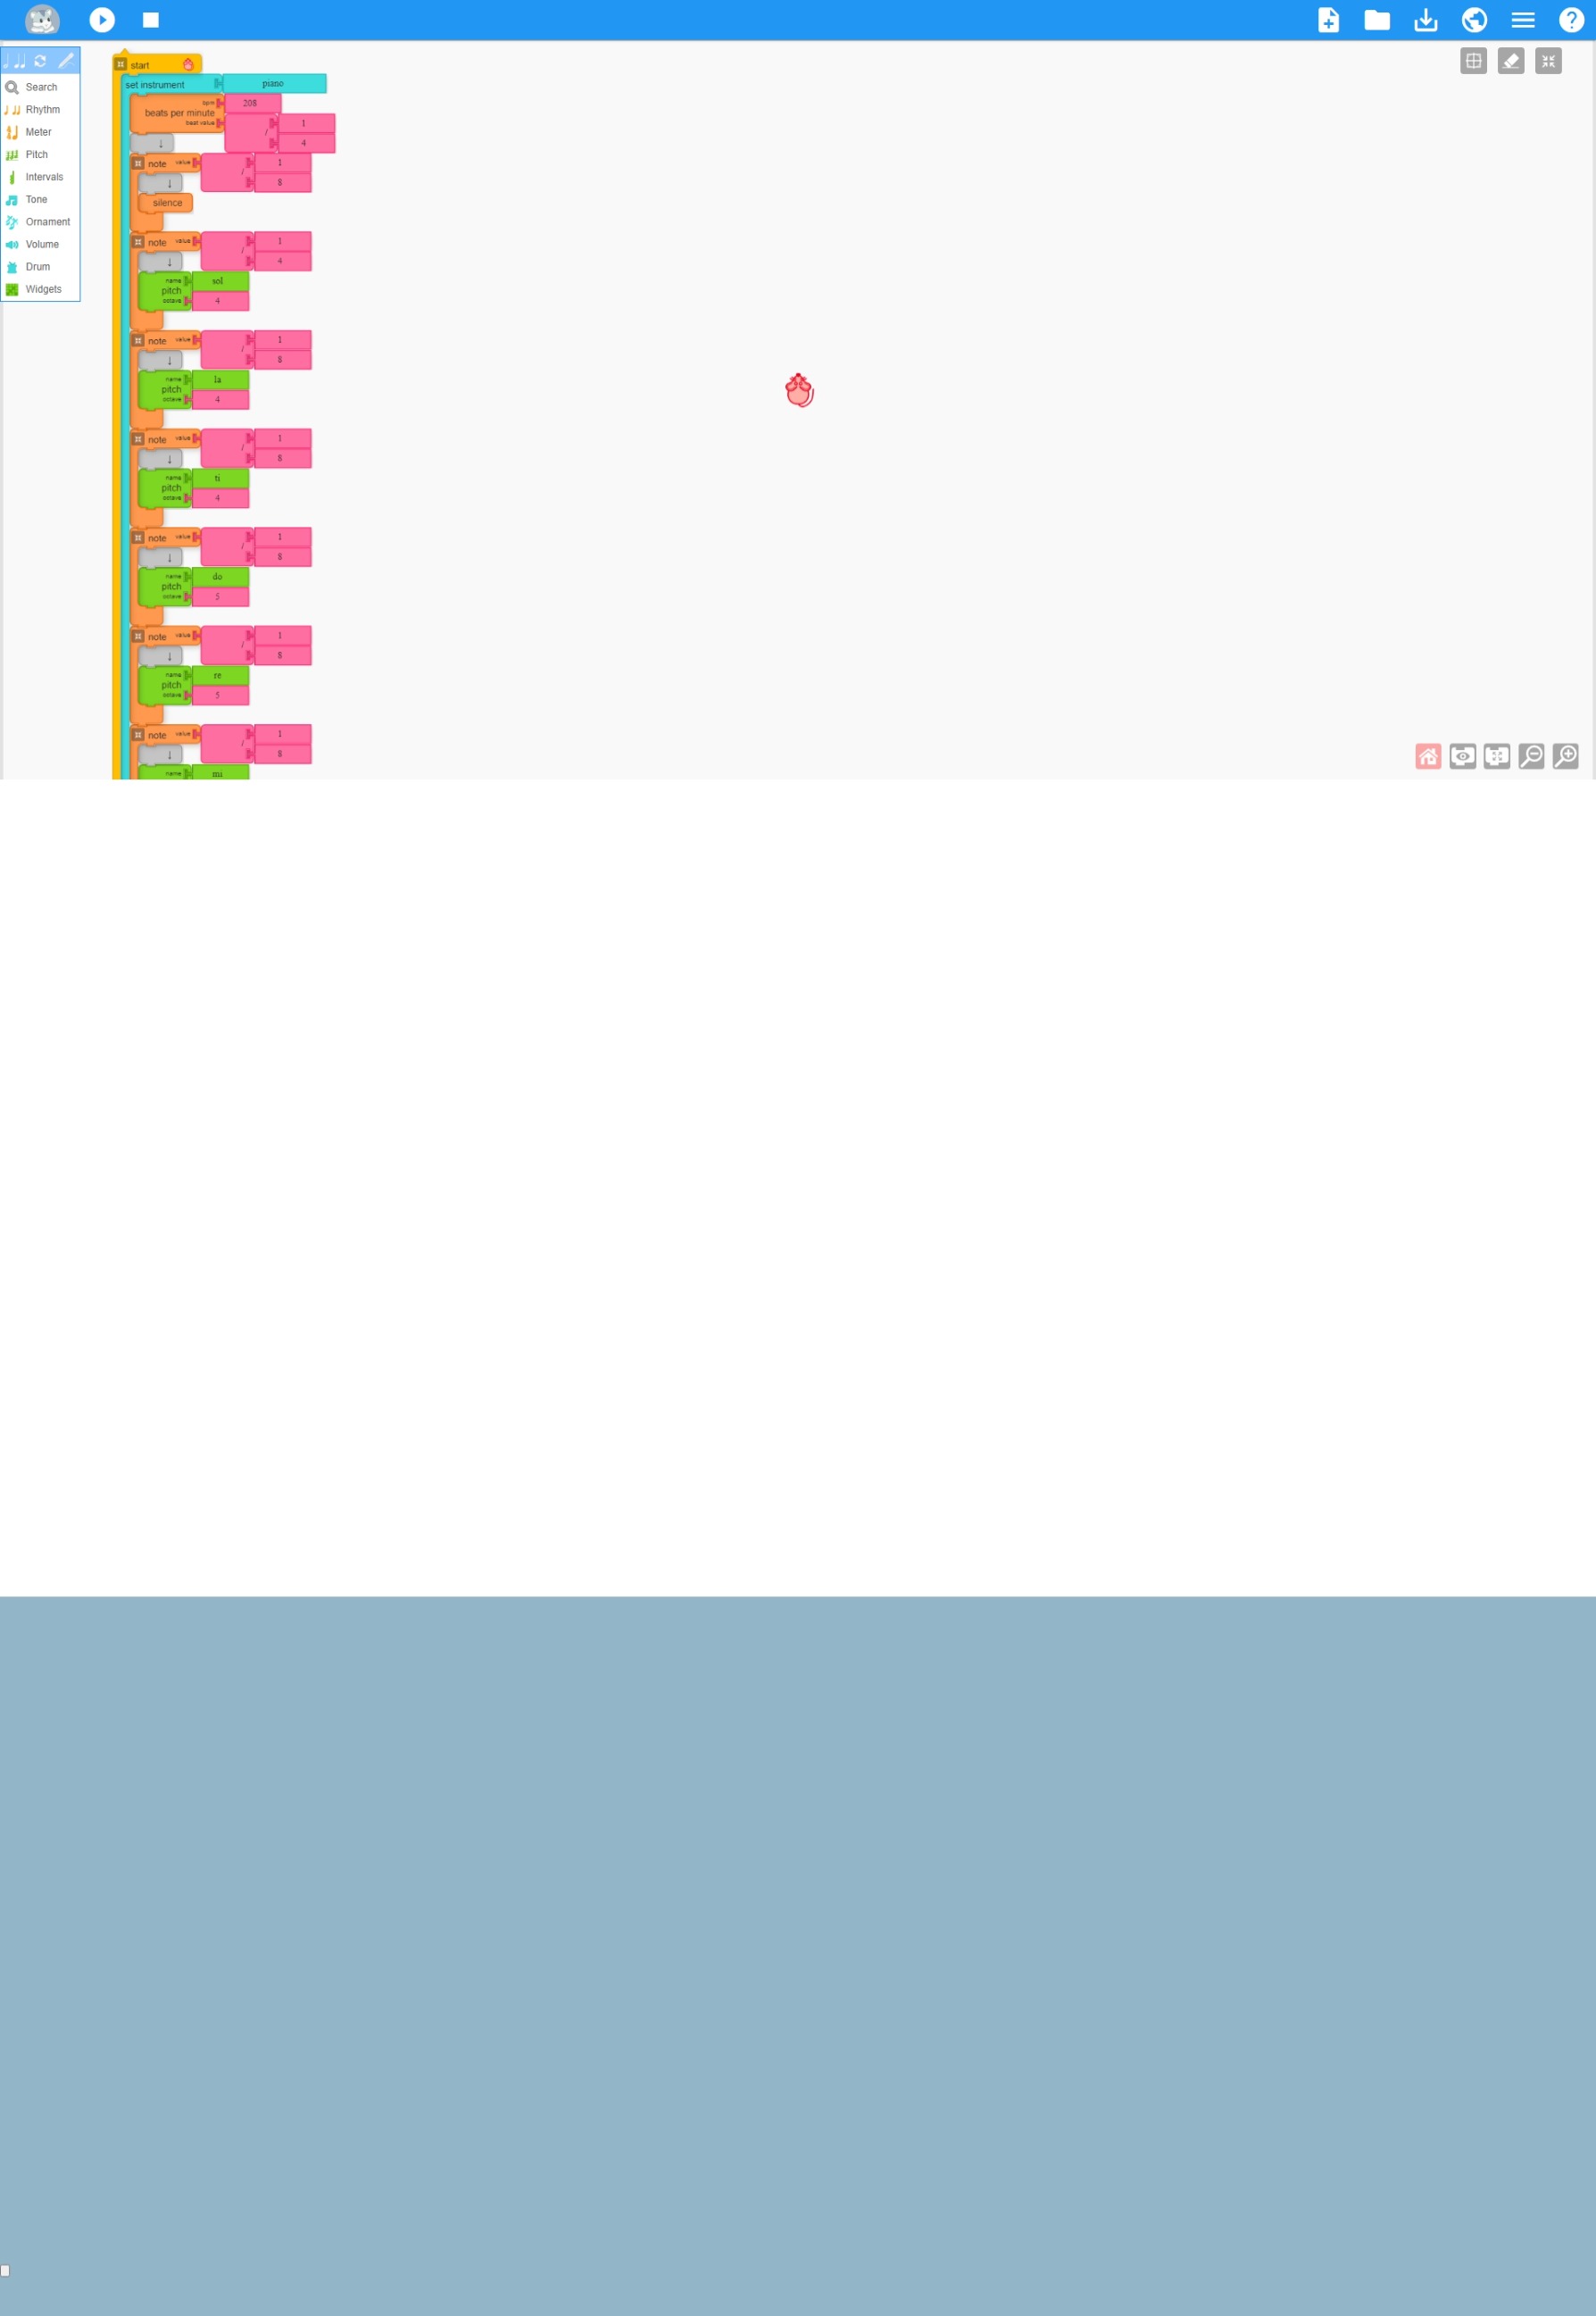 start
Search
set instrument piano
bpm 208
beats per minute
beat value / 1
4
Rhythm
Meter
Pitch
Intervals
Tone
Ornament
Volume
Drum
Widgets
↓
note value / 1
8
↓
silence
note value / 1
4
↓
name sol
pitch
octave 4
note value / 1
8
↓
name la
pitch
octave 4
note value / 1
8
↓
name ti
pitch
octave 4
note value / 1
8
↓
name do
pitch
octave 5
note value / 1
8
↓
name re
pitch
octave 5
note value / 1
8
↓
name mi